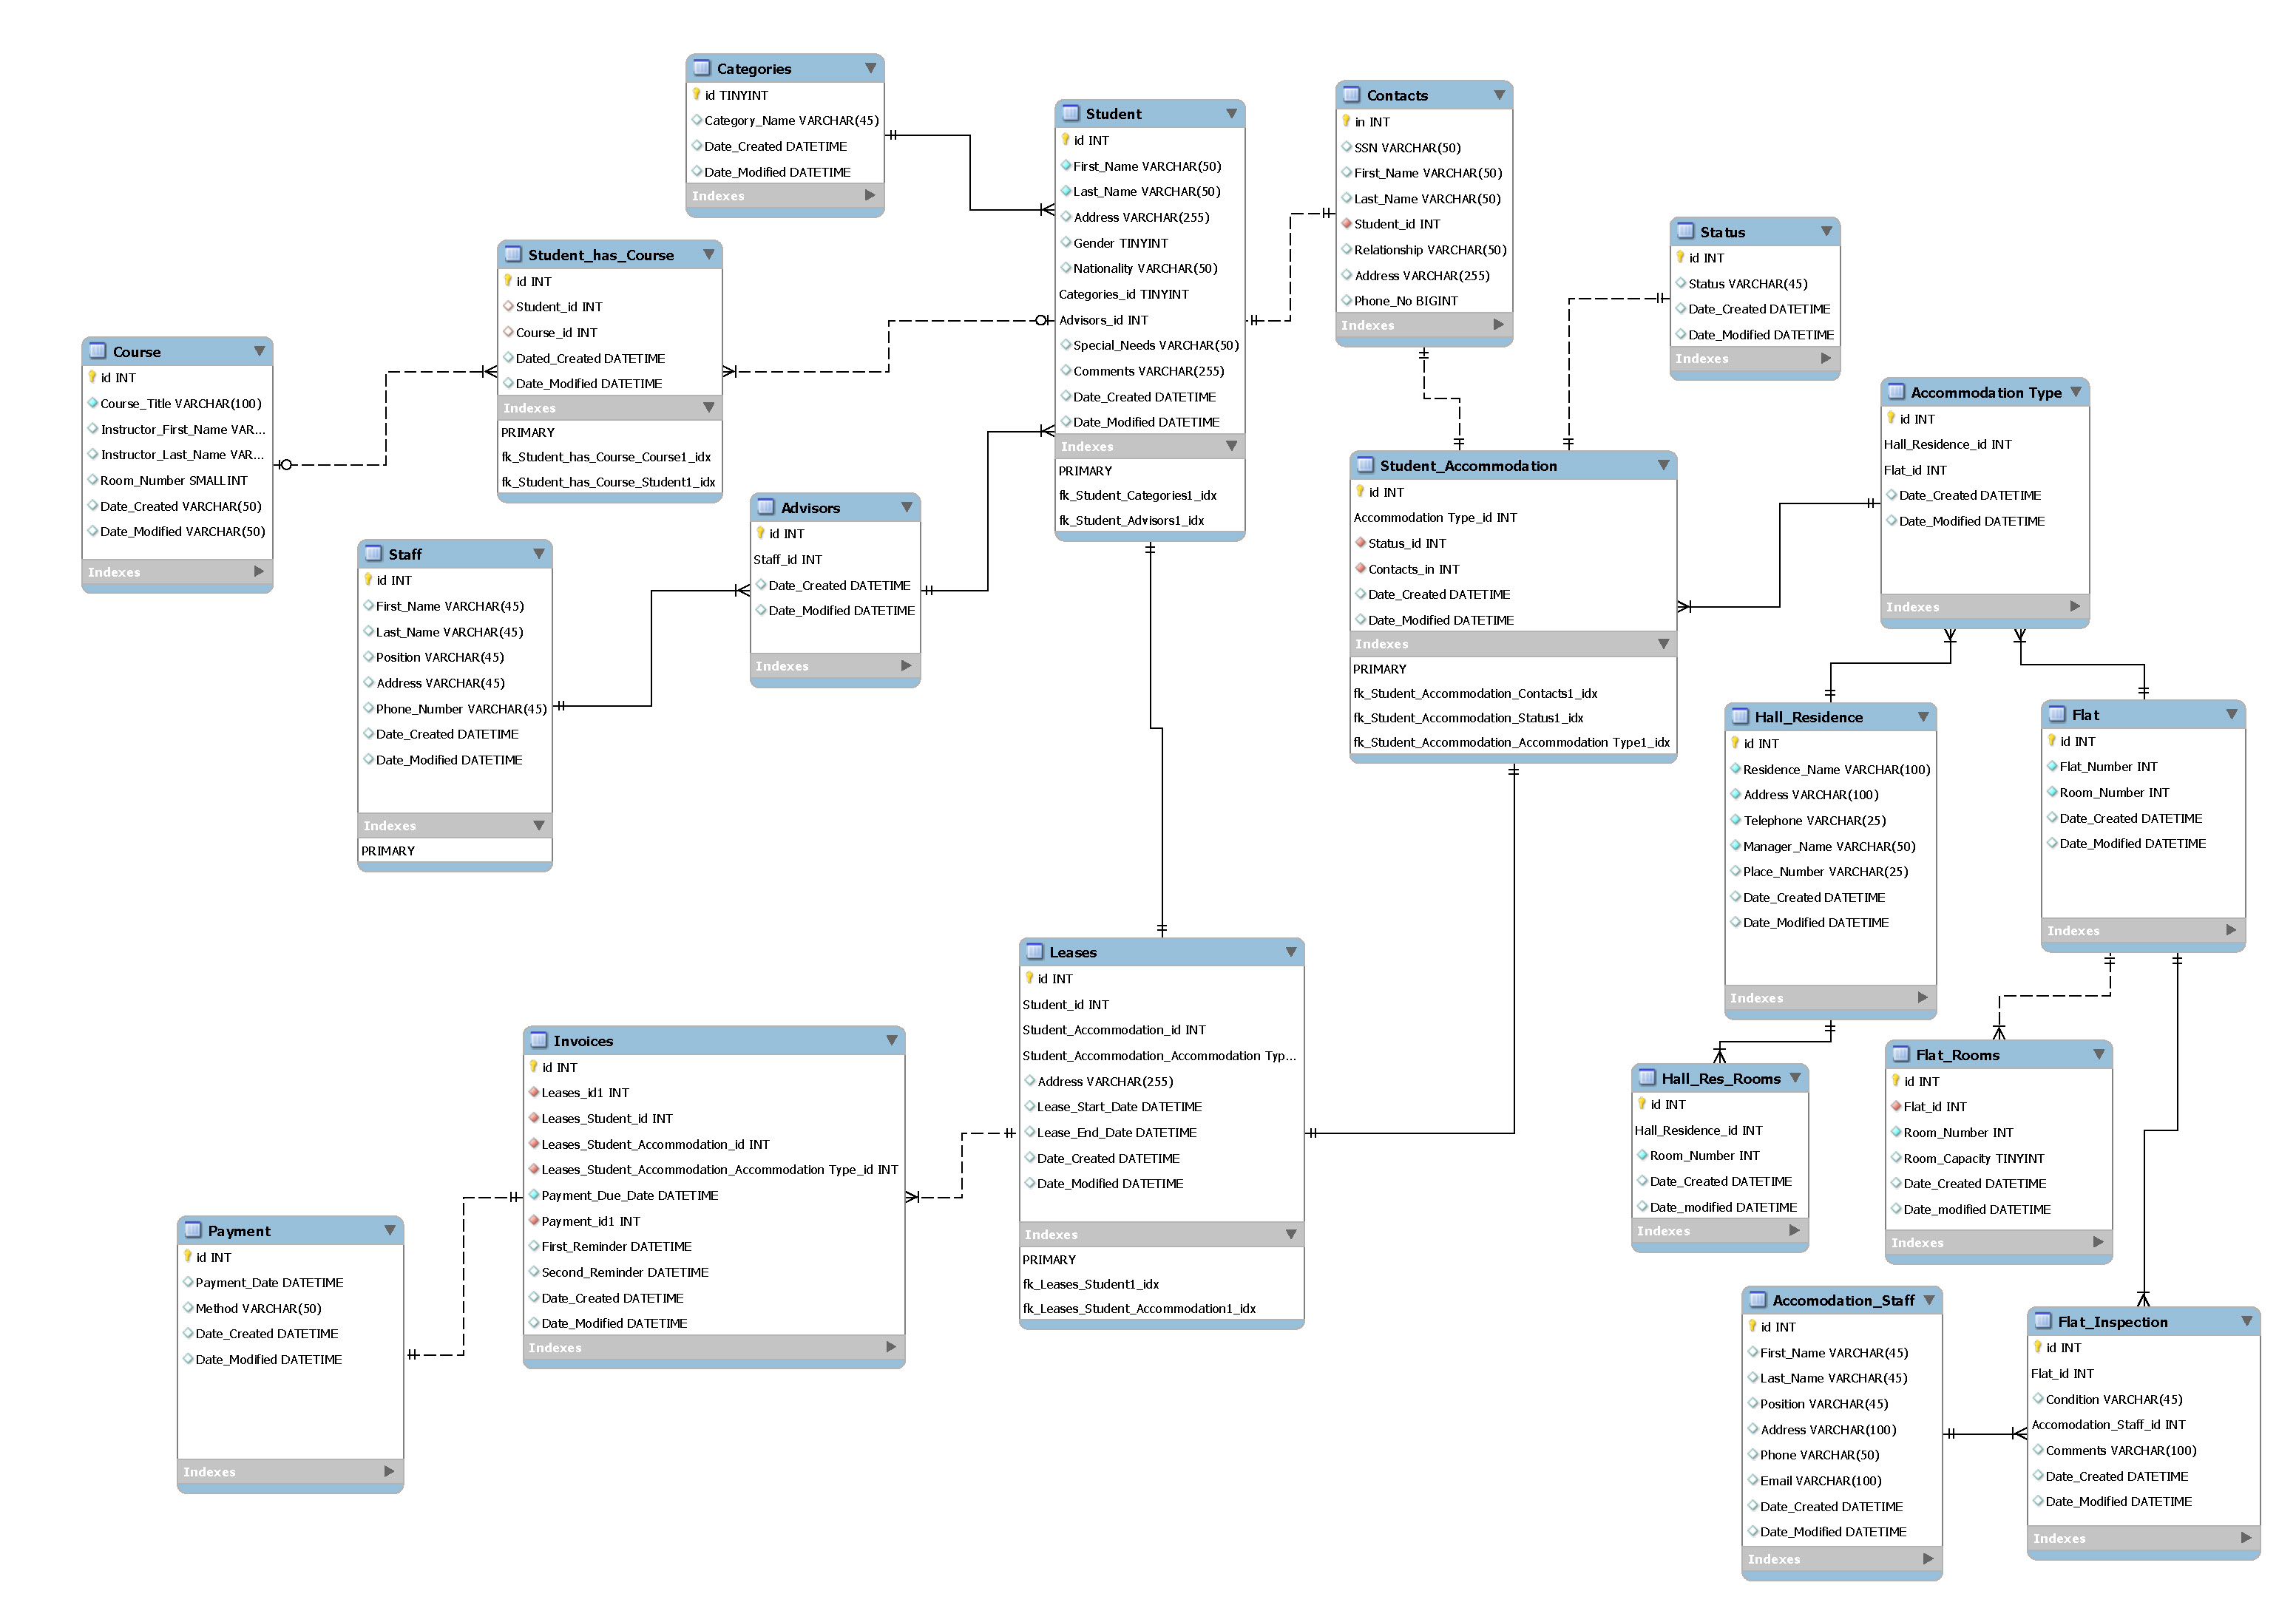 Categories
id TINYINT
Category_Name VARCHAR(45)
Date_Created DATETIME
Date_Modified DATETIME
Indexes
Student
id INT
First_Name VARCHAR(50)
Last_Name VARCHAR(50)
Address VARCHAR(255)
Gender TINYINT
Nationality VARCHAR(50)
Categories_id TINYINT
Advisors_id INT
Special_Needs VARCHAR(50)
Comments VARCHAR(255)
Date_Created DATETIME
Date_Modified DATETIME
Indexes
PRIMARY
fk_Student_Categories1_idx
fk_Student_Advisors1_idx
Contacts
in INT
SSN VARCHAR(50)
First_Name VARCHAR(50)
Last_Name VARCHAR(50)
Student_id INT
Relationship VARCHAR(50)
Address VARCHAR(255)
Phone_No BIGINT
Indexes
Status
id INT
Status VARCHAR(45)
Date_Created DATETIME
Date_Modified DATETIME
Indexes
Student_has_Course
id INT
Student_id INT
Course_id INT
Dated_Created DATETIME
Date_Modified DATETIME
Indexes
PRIMARY
fk_Student_has_Course_Course1_idx
fk_Student_has_Course_Student1_idx
Course
id INT
Course_Title VARCHAR(100)
Instructor_First_Name VAR...
Instructor_Last_Name VAR...
Room_Number SMALLINT
Date_Created VARCHAR(50)
Date_Modified VARCHAR(50)
Indexes
Accommodation Type
id INT
Hall_Residence_id INT
Flat_id INT
Date_Created DATETIME
Date_Modified DATETIME
Indexes
Student_Accommodation
id INT
Accommodation Type_id INT
Status_id INT
Contacts_in INT
Date_Created DATETIME
Date_Modified DATETIME
Indexes
PRIMARY
fk_Student_Accommodation_Contacts1_idx
fk_Student_Accommodation_Status1_idx
fk_Student_Accommodation_Accommodation Type1_idx
Advisors
id INT
Staff_id INT
Date_Created DATETIME
Date_Modified DATETIME
Indexes
Staff
id INT
First_Name VARCHAR(45)
Last_Name VARCHAR(45)
Position VARCHAR(45)
Address VARCHAR(45)
Phone_Number VARCHAR(45)
Date_Created DATETIME
Date_Modified DATETIME
Indexes
PRIMARY
Hall_Residence
id INT
Residence_Name VARCHAR(100)
Address VARCHAR(100)
Telephone VARCHAR(25)
Manager_Name VARCHAR(50)
Place_Number VARCHAR(25)
Date_Created DATETIME
Date_Modified DATETIME
Indexes
Flat
id INT
Flat_Number INT
Room_Number INT
Date_Created DATETIME
Date_Modified DATETIME
Indexes
Leases
id INT
Student_id INT
Student_Accommodation_id INT
Student_Accommodation_Accommodation Typ...
Address VARCHAR(255)
Lease_Start_Date DATETIME
Lease_End_Date DATETIME
Date_Created DATETIME
Date_Modified DATETIME
Indexes
PRIMARY
fk_Leases_Student1_idx
fk_Leases_Student_Accommodation1_idx
Invoices
id INT
Leases_id1 INT
Leases_Student_id INT
Leases_Student_Accommodation_id INT
Leases_Student_Accommodation_Accommodation Type_id INT
Payment_Due_Date DATETIME
Payment_id1 INT
First_Reminder DATETIME
Second_Reminder DATETIME
Date_Created DATETIME
Date_Modified DATETIME
Indexes
Payment
id INT
Payment_Date DATETIME
Method VARCHAR(50)
Date_Created DATETIME
Date_Modified DATETIME
Indexes
Hall_Res_Rooms
id INT
Hall_Residence_id INT
Room_Number INT
Date_Created DATETIME
Date_modified DATETIME
Indexes
Flat_Rooms
id INT
Flat_id INT
Room_Number INT
Room_Capacity TINYINT
Date_Created DATETIME
Date_modified DATETIME
Indexes
Accomodation_Staff
id INT
First_Name VARCHAR(45)
Last_Name VARCHAR(45)
Position VARCHAR(45)
Address VARCHAR(100)
Phone VARCHAR(50)
Email VARCHAR(100)
Date_Created DATETIME
Date_Modified DATETIME
Indexes
Flat_Inspection
id INT
Flat_id INT
Condition VARCHAR(45)
Accomodation_Staff_id INT
Comments VARCHAR(100)
Date_Created DATETIME
Date_Modified DATETIME
Indexes